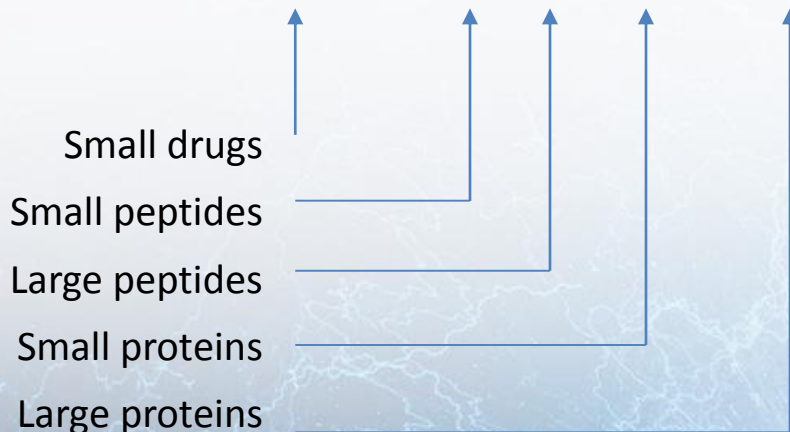 Small drugs
Small peptides
Large peptides
Small proteins
Large proteins